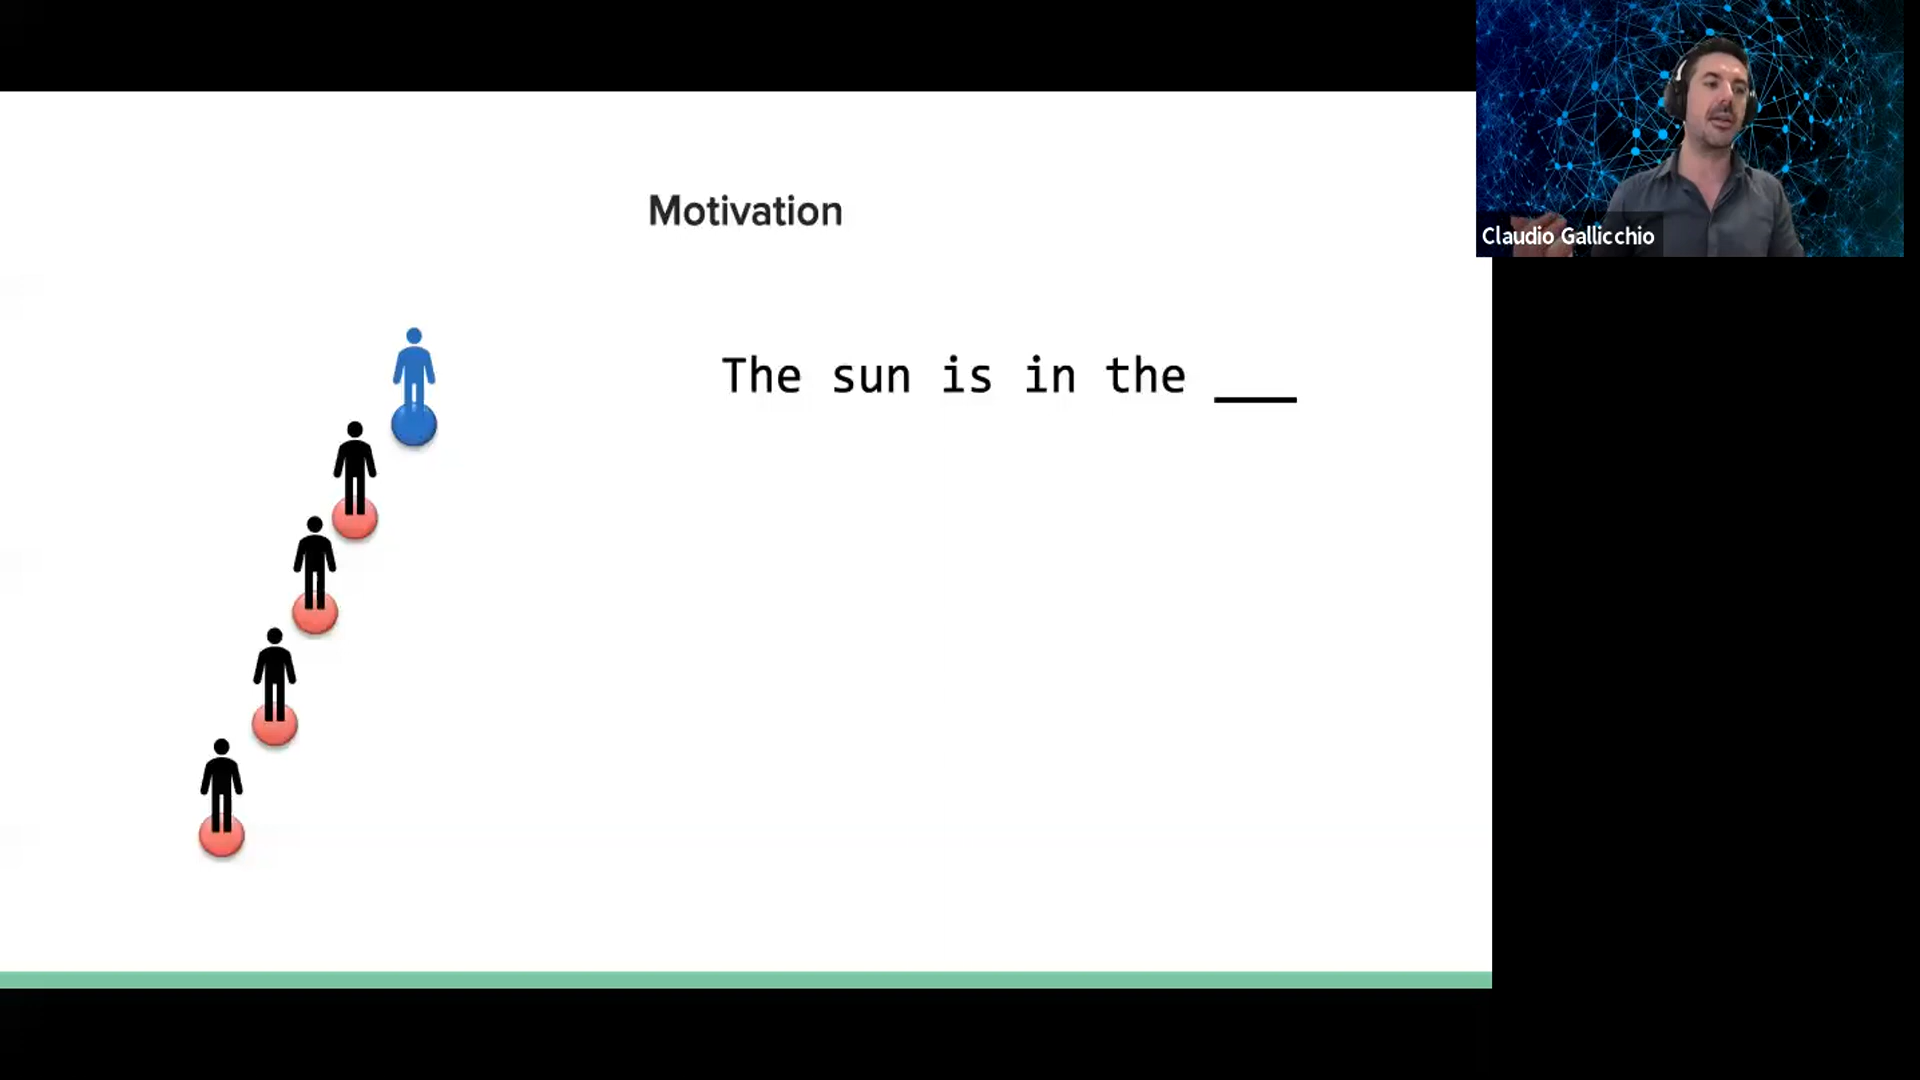 Motivation
The sun is in the ___
Claudio Gallicchio